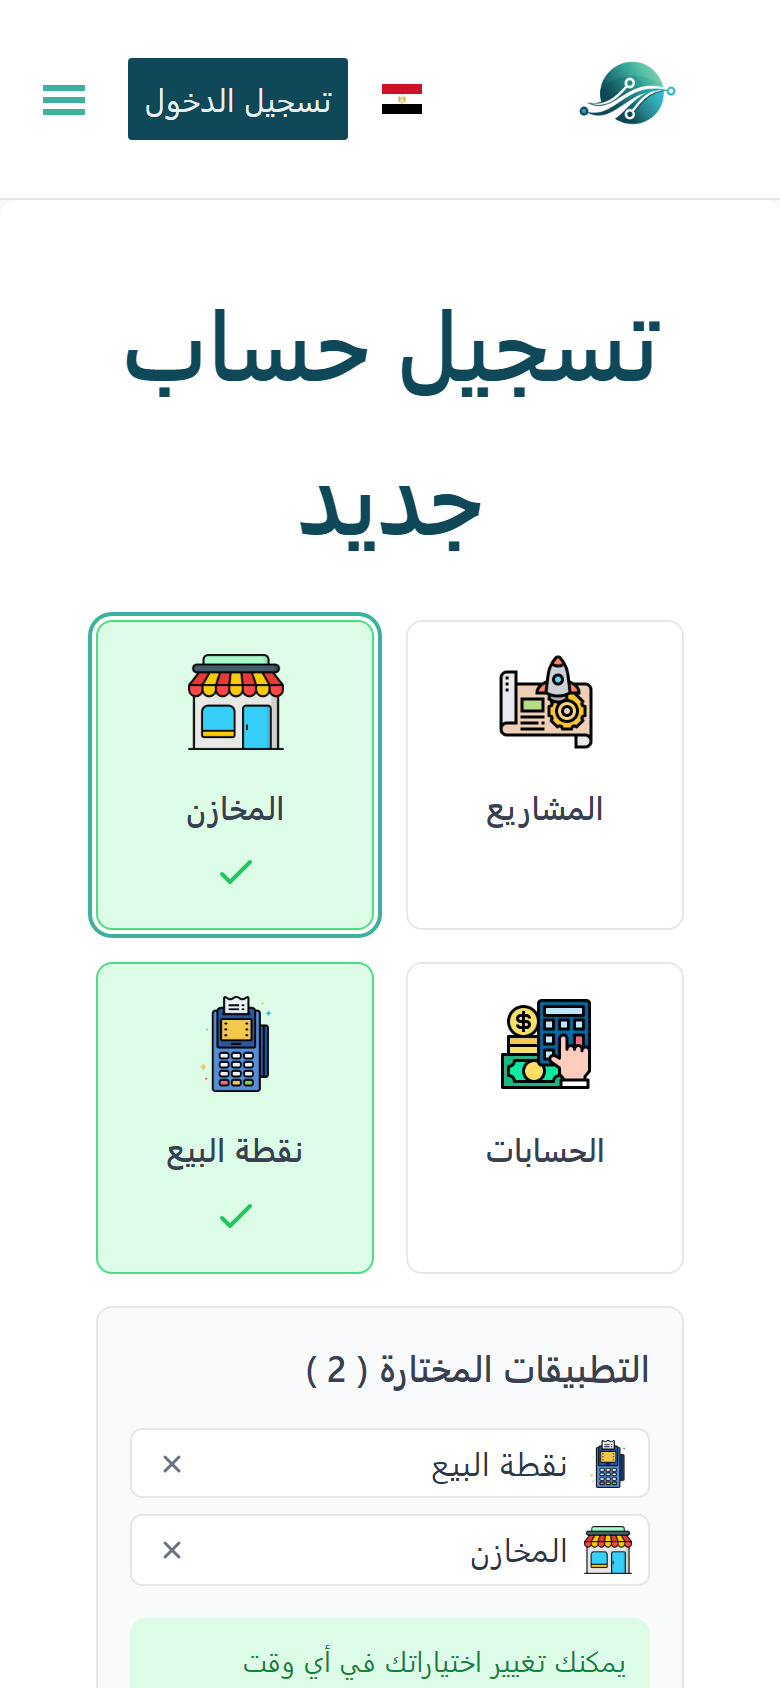 تسجيل الدخول
تسجيل حساب
جديد
المشاريع
المخازن
الحسابات
نقطة البيع
التطبيقات المختارة ( 2 )
نقطة البيع
المخازن
يمكنك تغيير اختياراتك في أي وقت